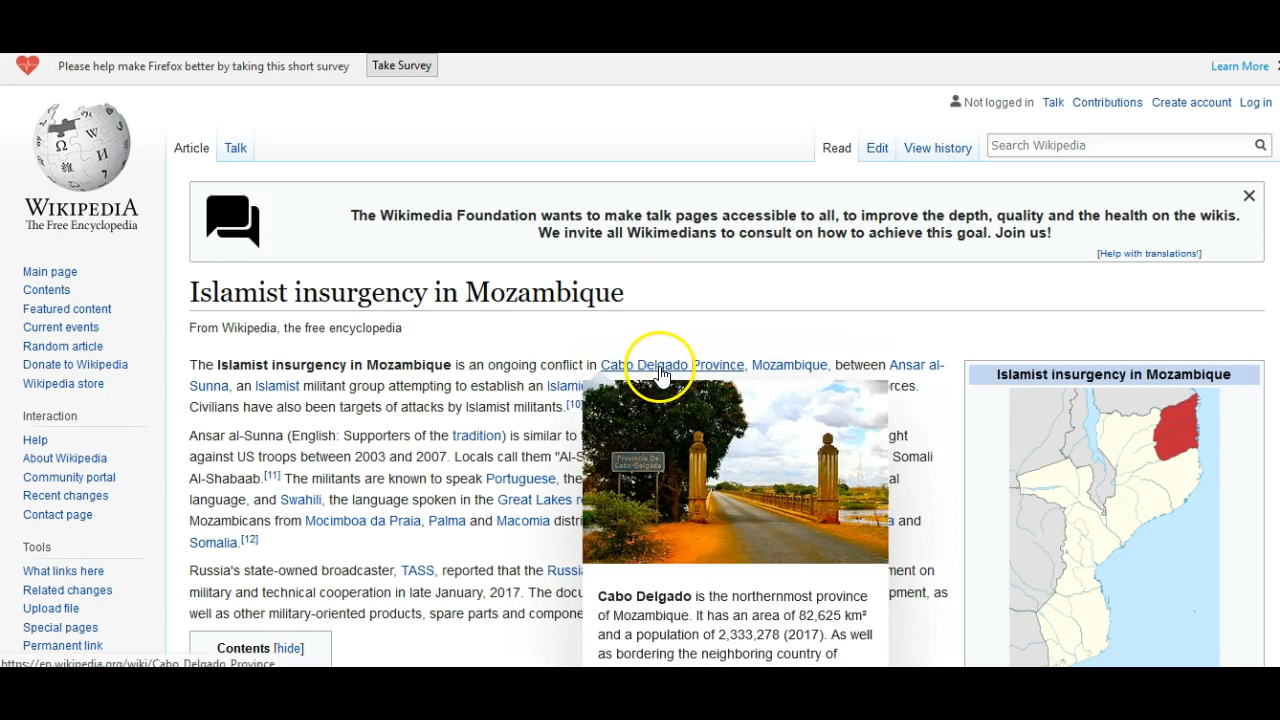 Please help make Firefox better by taking this short survey
Take Survey
Learn More
Not logged in Talk Contributions Create account Log in
Article Talk
Read Edit View history
Search Wikipedia
WIKIPEDIA
The Free Encyclopedia
The Wikimedia Foundation wants to make talk pages accessible to all, to improve the depth, quality and the health on the wikis.
We invite all Wikimedians to consult on how to achieve this goal. Join us!
[Help with translations!]
Main page
Contents
Featured content
Current events
Random article
Donate to Wikipedia
Wikipedia store
Interaction
Help
About Wikipedia
Community portal
Recent changes
Contact page
Tools
What links here
Related changes
Upload file
Special pages
Permanent link
Islamist insurgency in Mozambique
From Wikipedia, the free encyclopedia
The Islamist insurgency in Mozambique is an ongoing conflict in Cabo Delgado Province, Mozambique, between Ansar al-
Sunna, an Islamist militant group attempting to establish an
Civilians have also been targets of attacks by Islamist militants.[10]
Ansar al-Sunna (English: Supporters of the tradition) is similar to
against US troops between 2003 and 2007. Locals call them "Al-S
Somali
Al-Shabaab.[11] The militants are known to speak Portuguese, the
language, and Swahili, the language spoken in the Great Lakes
Mozambicans from Mocimboa da Praia, Palma and Macomia
and
Somalia.[12]
Russia's state-owned broadcaster, TASS, reported that the
on
military and technical cooperation in late January, 2017. The
as
well as other military-oriented products, spare parts and
Contents [hide]
Provincia De
Cabo-Delgado
Cabo Delgado is the northernmost province
of Mozambique. It has an area of 82,625 km²
and a population of 2,333,278 (2017). As well
as bordering the neighboring country of
Islamist insurgency in Mozambique
https://en.wikipedia.org/wiki/Cabo_Delgado_Province